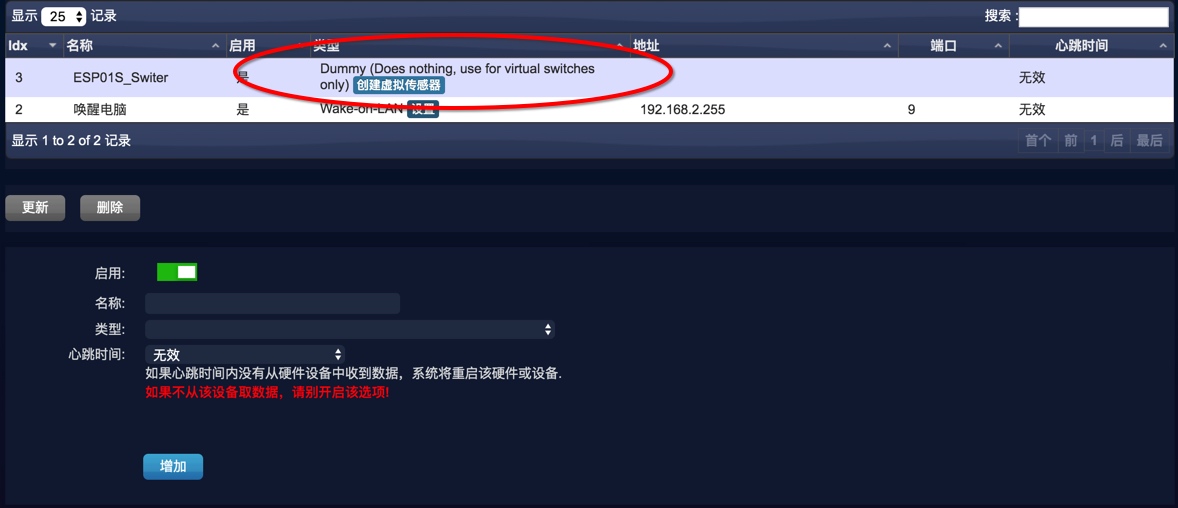 显示 25 记录 搜索 :
Idx 名称 启用 类型 地址 端口 心跳时间
3 ESP01S_Switer 是 Dummy (Does nothing, use for virtual switches only) 创建虚拟传感器 无效
2 唤醒电脑 是 Wake-on-LAN 设置 192.168.2.255 9 无效
显示 1 to 2 of 2 记录 首个 前 1 后 最后
更新 删除
启用:
名称:
类型:
心跳时间: 无效
如果心跳时间内没有从硬件设备中收到数据，系统将重启该硬件或设备.
如果不从该设备取数据，请别开启该选项!
增加